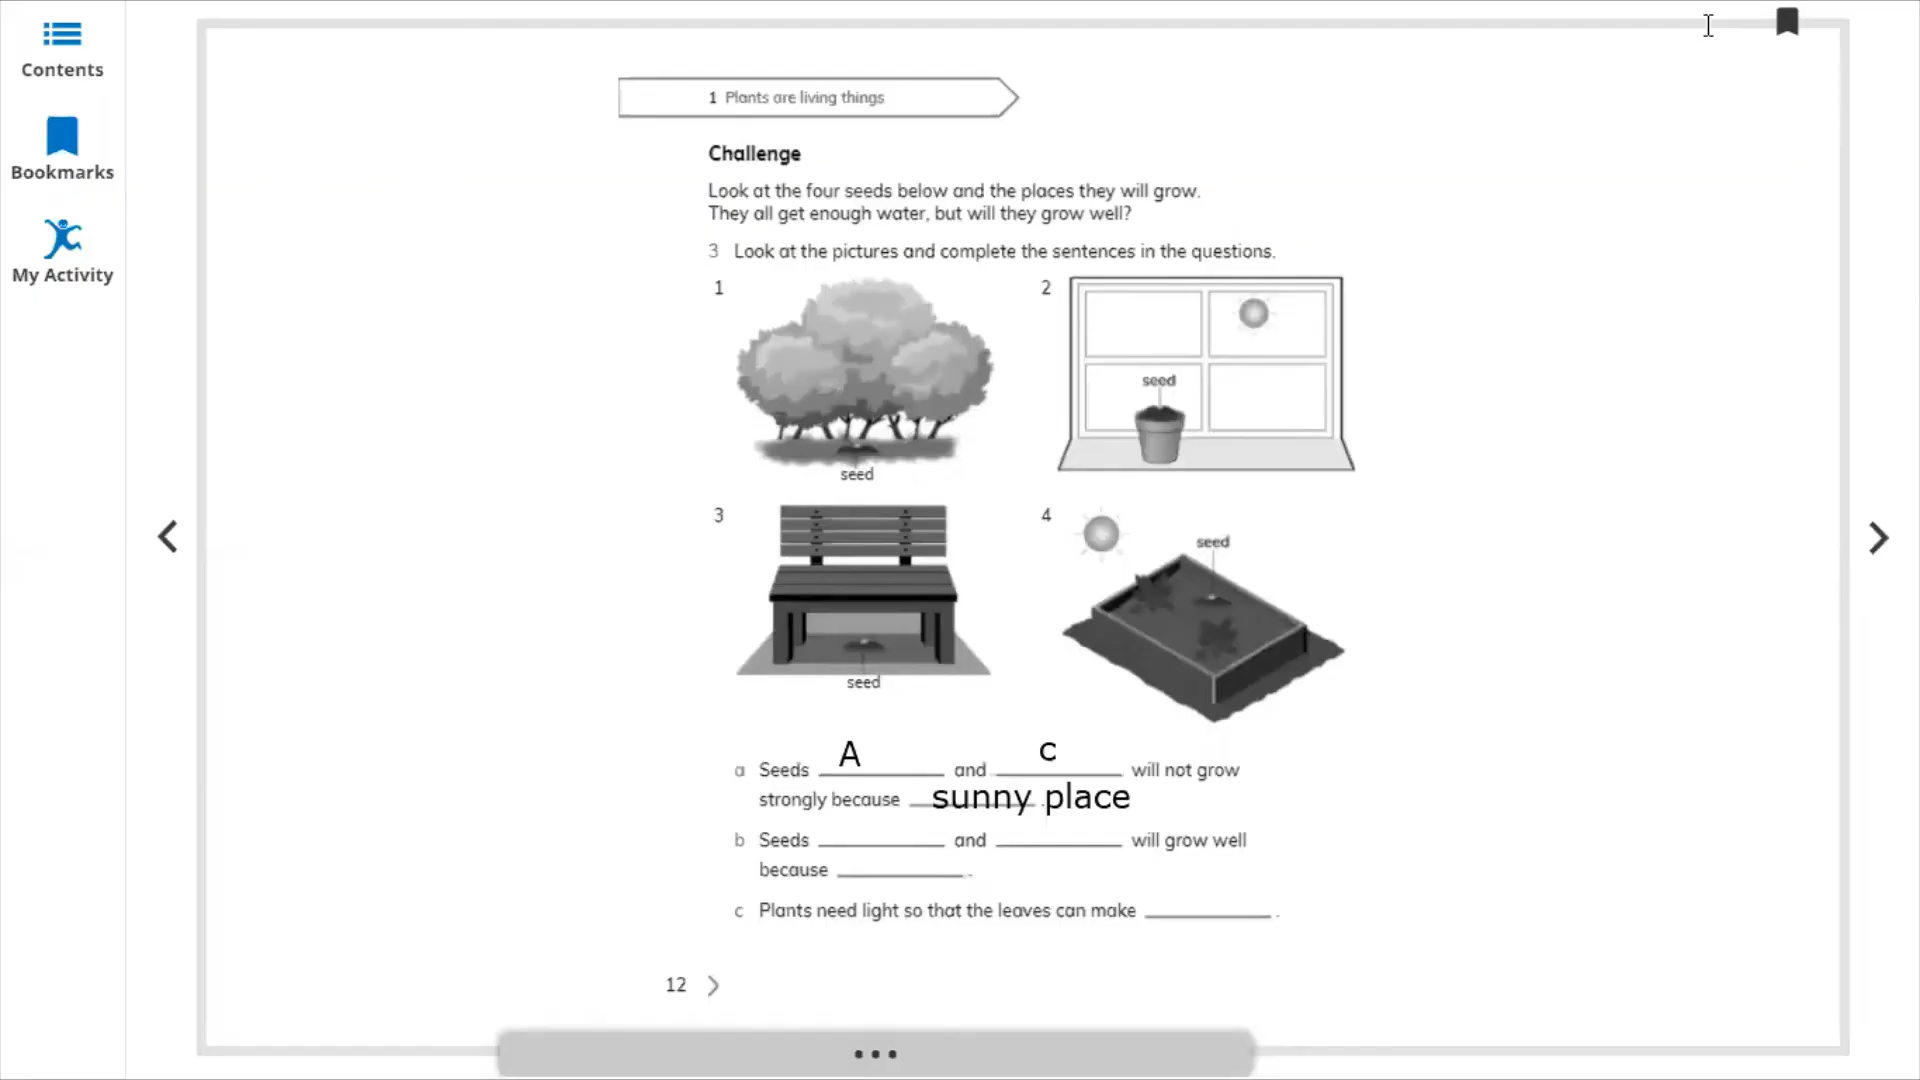 Contents
Bookmarks
My Activity
1 Plants are living things
Challenge
Look at the four seeds below and the places they will grow.
They all get enough water, but will they grow well?
3 Look at the pictures and complete the sentences in the questions.
1
seed
2
seed
3
seed
4
seed
a Seeds A and c will not grow
strongly because sunny place .
b Seeds ____ and ____ will grow well
because ____.
c Plants need light so that the leaves can make ____.
12